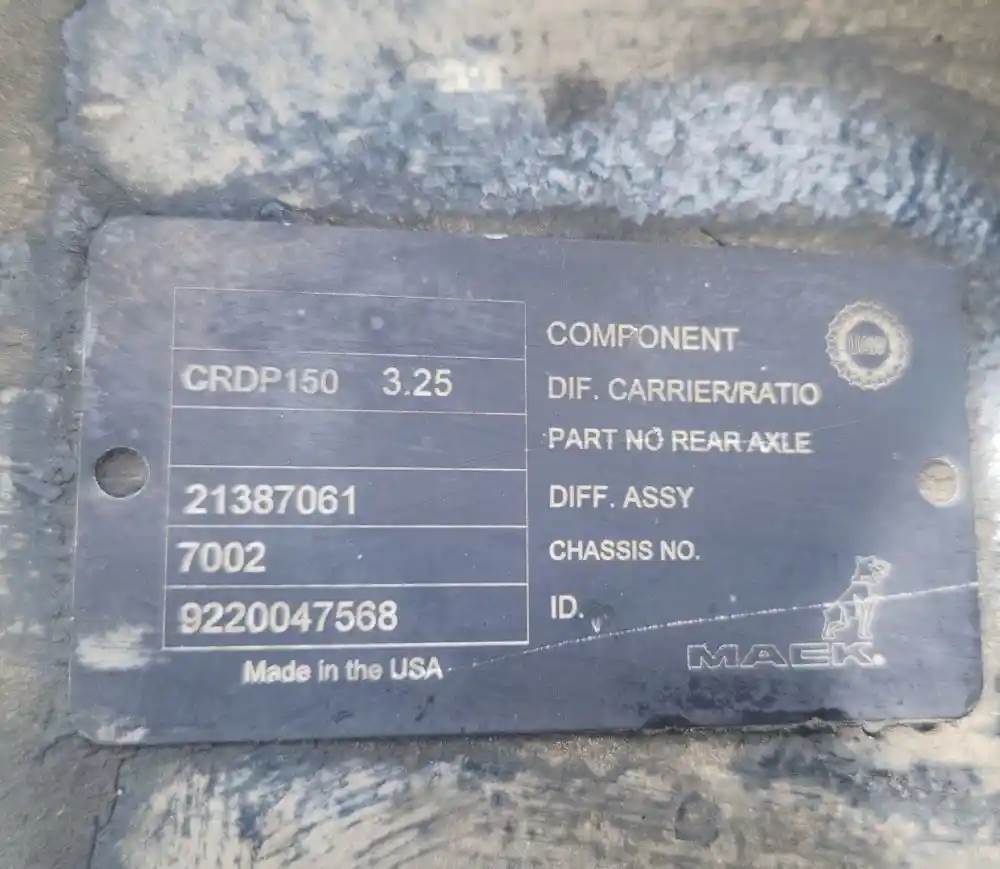 COMPONENT
CRDP150 3.25 DIF. CARRIER/RATIO
PART NO REAR AXLE
21387061 DIFF. ASSY
7002 CHASSIS NO.
9220047568 ID.
MACK
Made in the USA